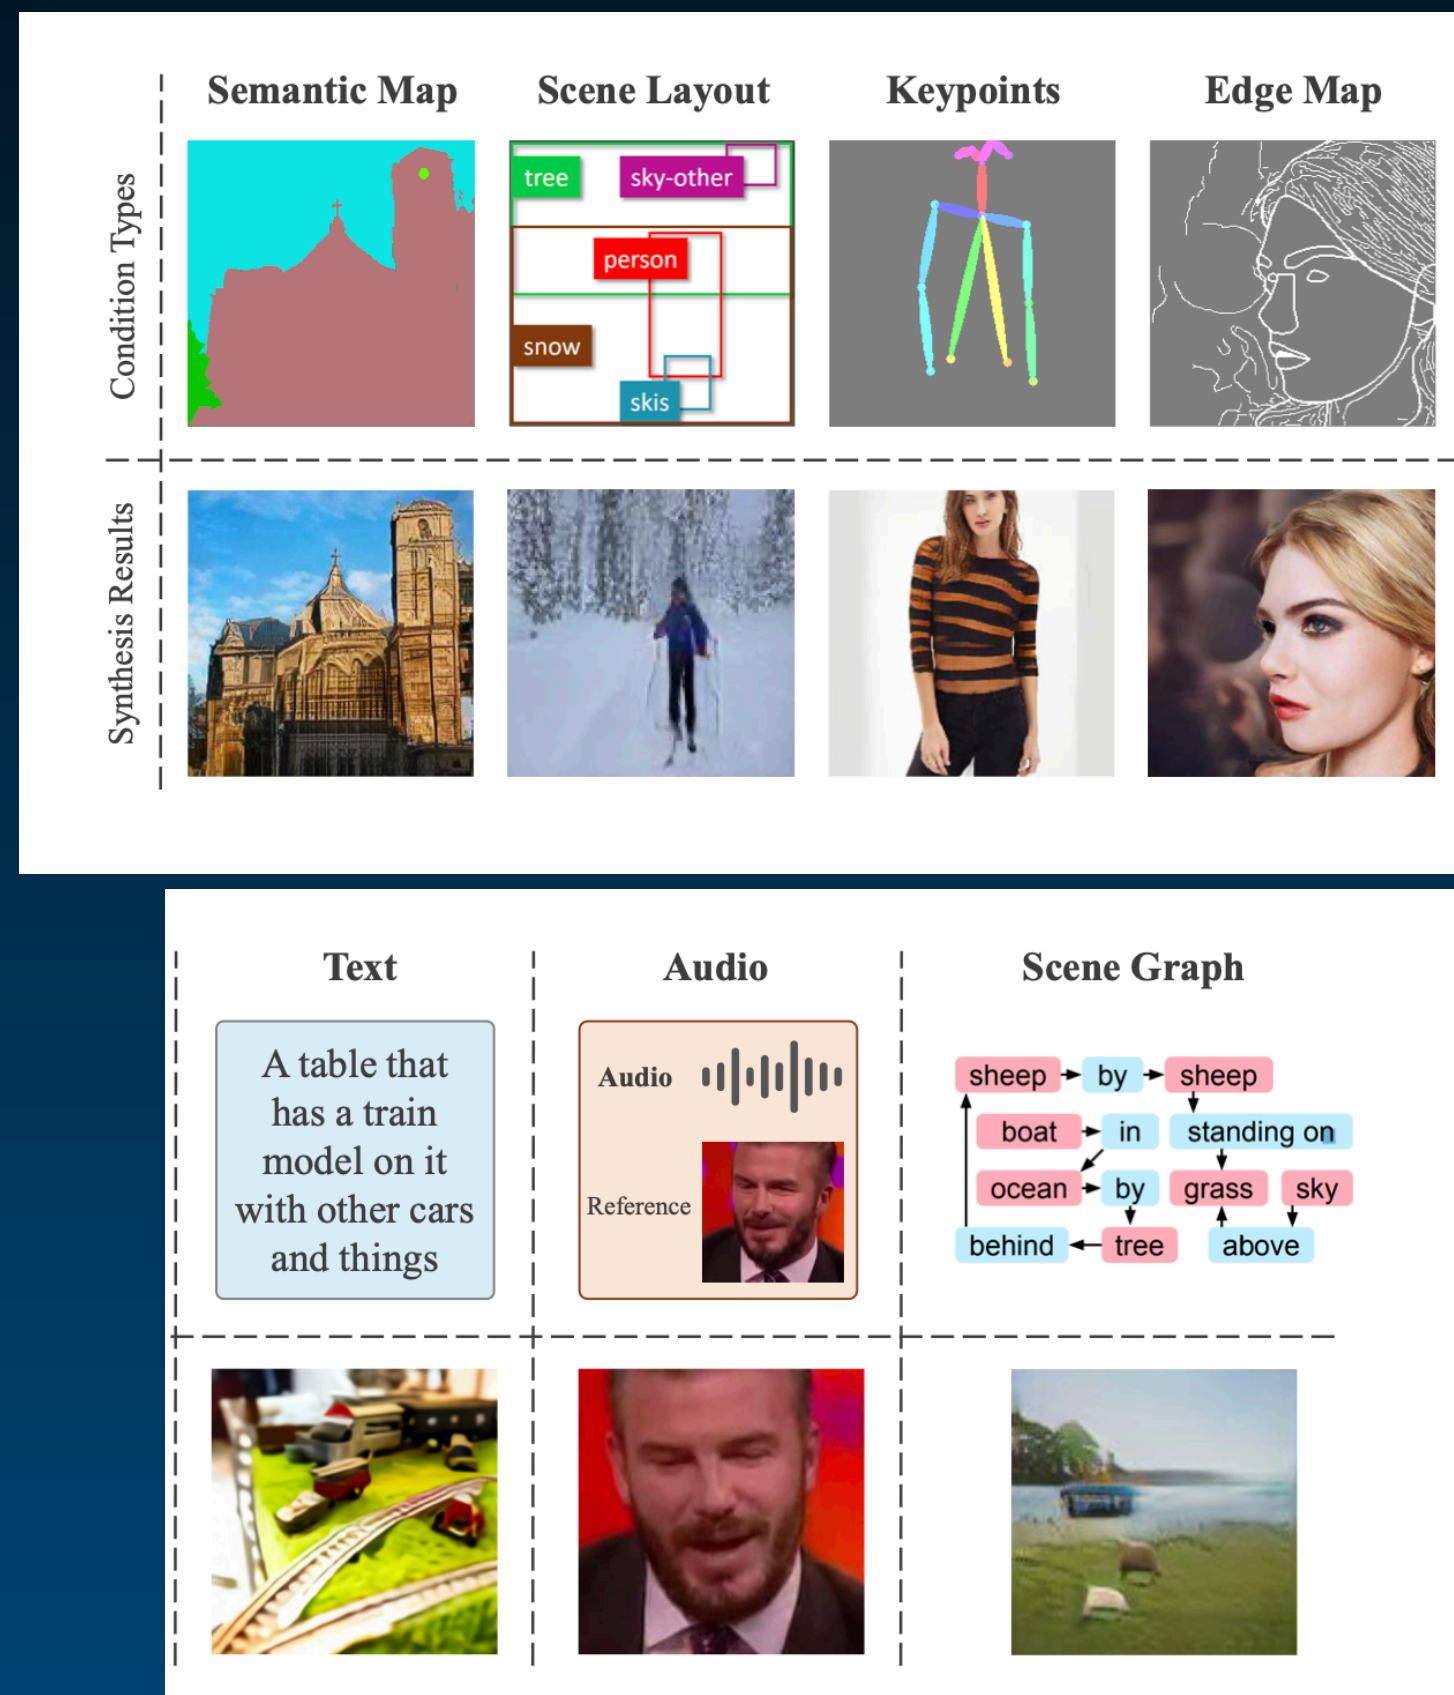 Semantic Map
Scene Layout
Keypoints
Edge Map
Condition Types
tree
sky-other
person
snow
skis
Synthesis Results
Text
Audio
Scene Graph
A table that
has a train
model on it
with other cars
and things
Audio
Reference
sheep by sheep
boat in standing on
ocean by grass sky
behind tree above